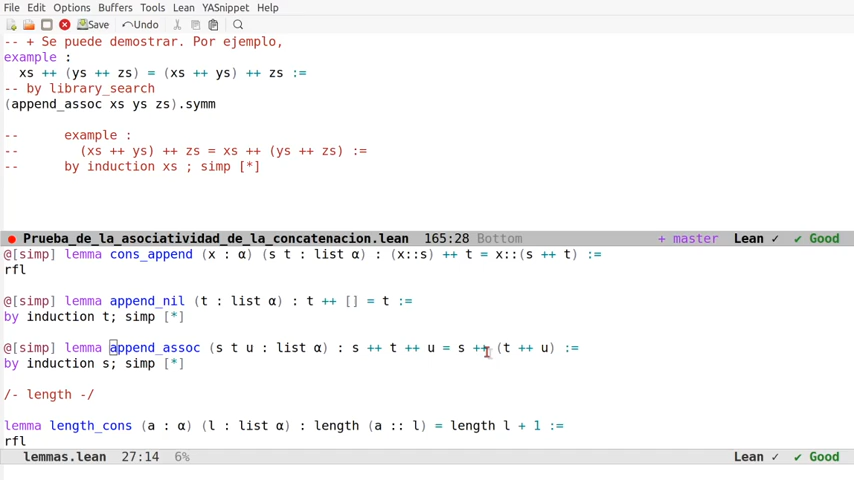 File Edit Options Buffers Tools Lean YASnippet Help
Save Undo
-- + Se puede demostrar. Por ejemplo,
example :
  xs ++ (ys ++ zs) = (xs ++ ys) ++ zs :=
-- by library_search
(append_assoc xs ys zs).symm
--      example :
--        (xs ++ ys) ++ zs = xs ++ (ys ++ zs) :=
--      by induction xs ; simp [*]
Prueba_de_la_asociatividad_de_la_concatenacion.lean 165:28 Bottom + master Lean ✓ ✔ Good
@[simp] lemma cons_append (x : α) (s t : list α) : (x::s) ++ t = x::(s ++ t) :=
rfl
@[simp] lemma append_nil (t : list α) : t ++ [] = t :=
by induction t; simp [*]
@[simp] lemma append_assoc (s t u : list α) : s ++ t ++ u = s ++ (t ++ u) :=
by induction s; simp [*]
/- length -/
lemma length_cons (a : α) (l : list α) : length (a :: l) = length l + 1 :=
rfl
lemmas.lean 27:14 6% Lean ✓ ✔ Good